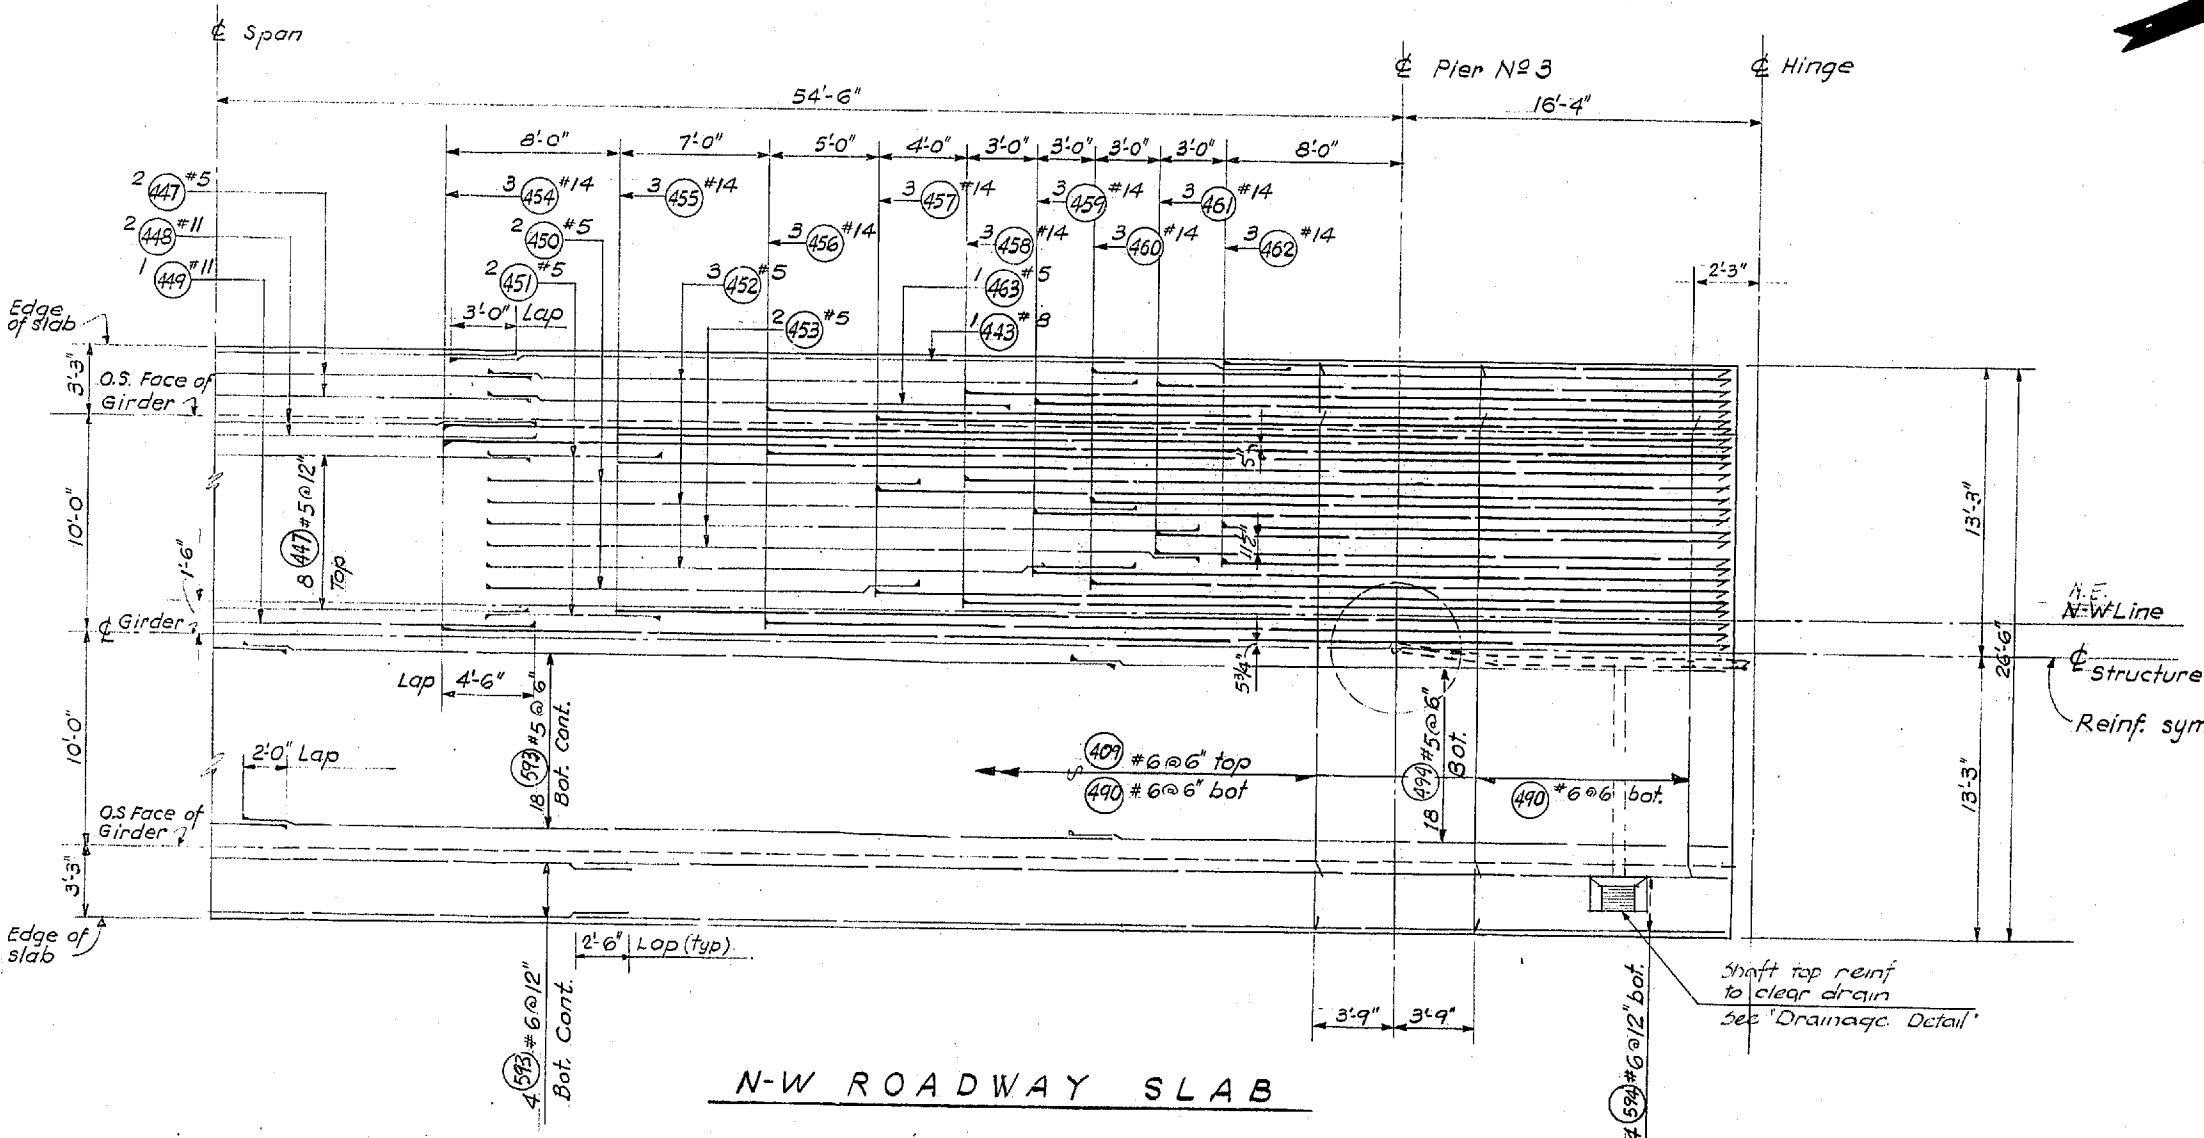 ℄ Span
℄ Pier Nº 3
℄ Hinge
54'-6"
16'-4"
8'-0"
7'-0"
5'-0"
4'-0"
3'-0"
3'-0"
3'-0"
3'-0"
8'-0"
2 447 #5
3 454 #14
3 455 #14
3 457 #14
3 459 #14
3 461 #14
2 448 #11
2 450 #5
3 456 #14
3 458 #14
3 460 #14
3 462 #14
1 449 #11
2 451 #5
3 452 #5
1 463 #5
2'-3"
Edge
of slab
3'-0" Lap
2 453 #5
1 443 #8
3'-3"
O.S. Face of
Girder
10'-0"
8 447 #5@12"
Top
5"
11½"
1'-6"
℄ Girder
13'-3"
N.E.
N-W Line
26'-6"
℄ Structure
Reinf. sym
Lap 4'-6"
5¾"
10'-0"
18 593 #5@6"
Bot. Cont.
2'-0" Lap
409 #6@6" top
490 #6@6" bot
18 494 #5@6"
Bot.
490 #6@6 bot.
13'-3"
O.S Face of
Girder
3'-3"
Edge of
slab
2'-6" Lap (typ)
4 593 #6@12"
Bot. Cont.
3'-9"
3'-9"
594 #6@12" bot.
Shaft top reinf
to clear drain
See "Drainage Detail"
N-W ROADWAY SLAB